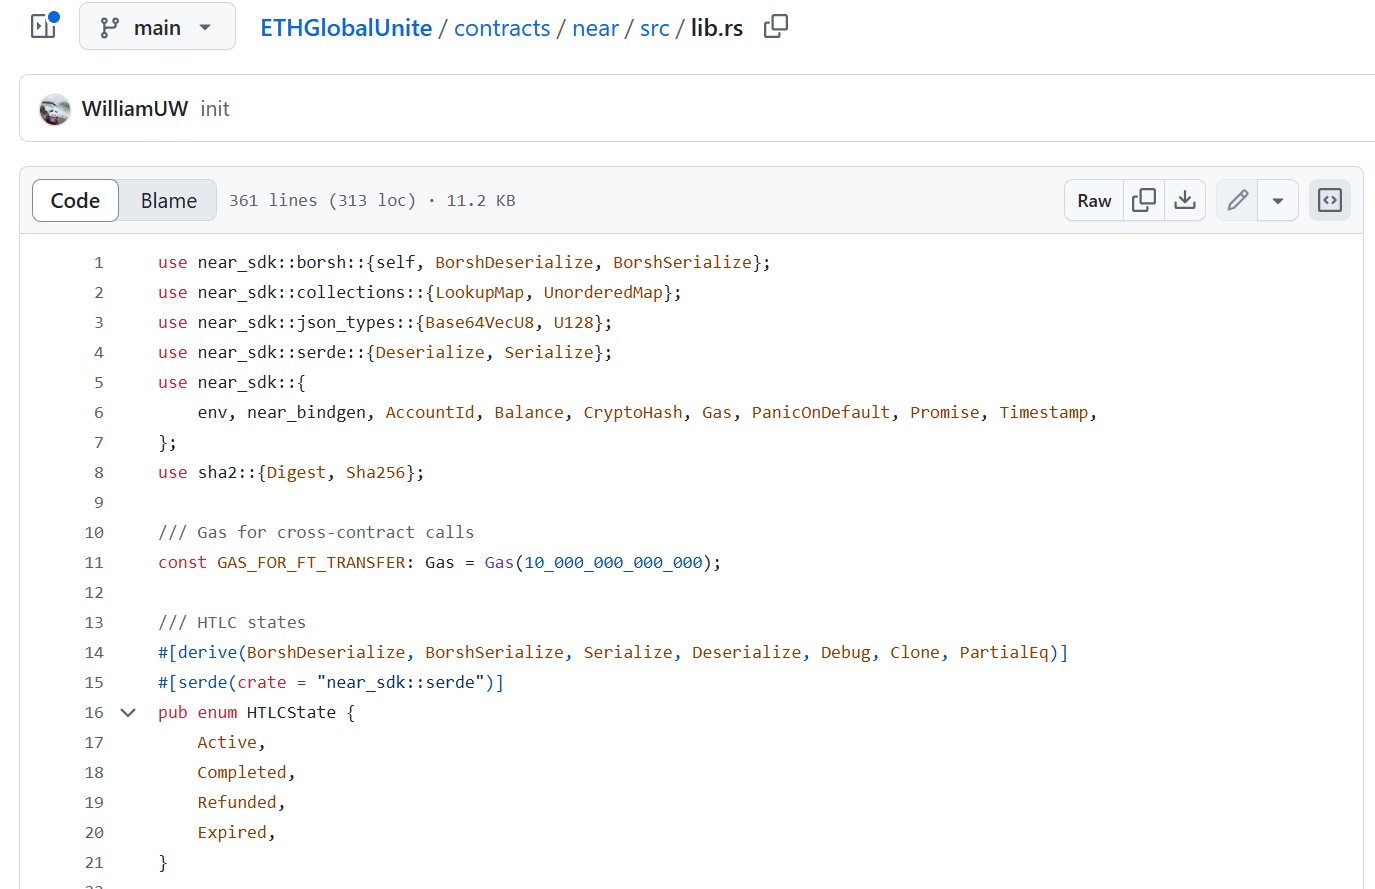 main
ETHGlobalUnite / contracts / near / src / lib.rs
WilliamUW init
Code Blame 361 lines (313 loc) · 11.2 KB Raw
1 use near_sdk::borsh::{self, BorshDeserialize, BorshSerialize};
2 use near_sdk::collections::{LookupMap, UnorderedMap};
3 use near_sdk::json_types::{Base64VecU8, U128};
4 use near_sdk::serde::{Deserialize, Serialize};
5 use near_sdk::{
6     env, near_bindgen, AccountId, Balance, CryptoHash, Gas, PanicOnDefault, Promise, Timestamp,
7 };
8 use sha2::{Digest, Sha256};
9
10 /// Gas for cross-contract calls
11 const GAS_FOR_FT_TRANSFER: Gas = Gas(10_000_000_000_000);
12
13 /// HTLC states
14 #[derive(BorshDeserialize, BorshSerialize, Serialize, Deserialize, Debug, Clone, PartialEq)]
15 #[serde(crate = "near_sdk::serde")]
16 pub enum HTLCState {
17     Active,
18     Completed,
19     Refunded,
20     Expired,
21 }